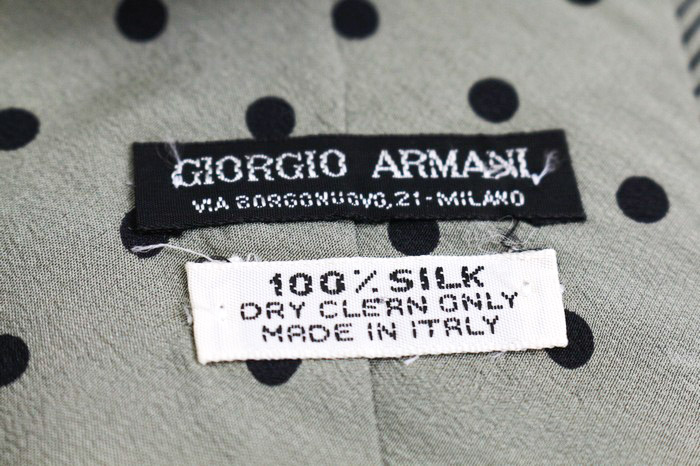 GIORGIO ARMANI
VIA BORGONUOVO,21-MILANO
100% SILK
DRY CLEAN ONLY
MADE IN ITALY